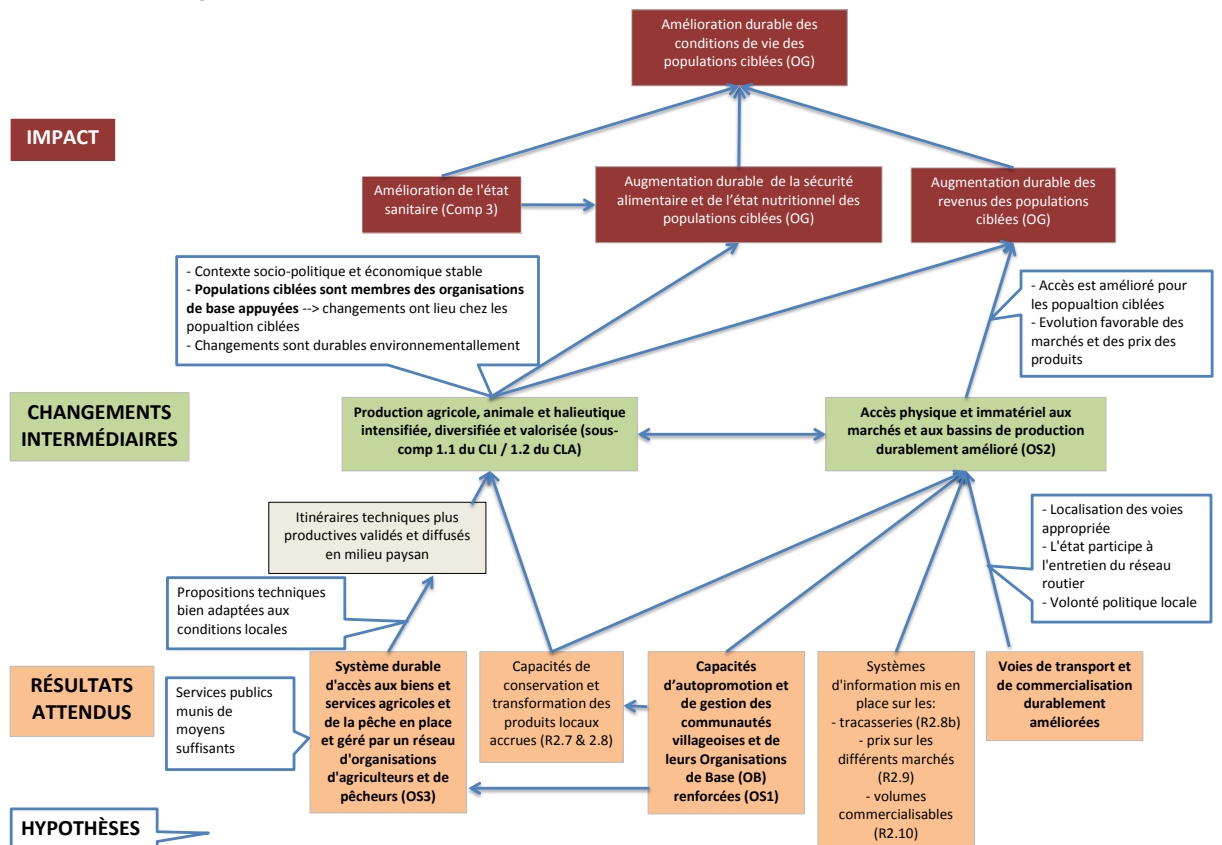 Amélioration durable des
conditions de vie des
populations ciblées (OG)
IMPACT
Amélioration de l'état
sanitaire (Comp 3)
Augmentation durable de la sécurité
alimentaire et de l’état nutritionnel des
populations ciblées (OG)
Augmentation durable des
revenus des populations
ciblées (OG)
- Contexte socio-politique et économique stable
- Populations ciblées sont membres des organisations
de base appuyées --> changements ont lieu chez les
popualtion ciblées
- Changements sont durables environnementallement
- Accès est amélioré pour
les popualtion ciblées
- Evolution favorable des
marchés et des prix des
produits
CHANGEMENTS
INTERMÉDIAIRES
Production agricole, animale et halieutique
intensifiée, diversifiée et valorisée (sous-
comp 1.1 du CLI / 1.2 du CLA)
Accès physique et immatériel aux
marchés et aux bassins de production
durablement amélioré (OS2)
Itinéraires techniques plus
productives validés et diffusés
en milieu paysan
- Localisation des voies
appropriée
- L'état participe à
l'entretien du réseau
routier
- Volonté politique locale
Propositions techniques
bien adaptées aux
conditions locales
RÉSULTATS
ATTENDUS
Services publics
munis de
moyens
suffisants
Système durable
d'accès aux biens et
services agricoles et
de la pêche en place
et géré par un réseau
d'organisations
d'agriculteurs et de
pêcheurs (OS3)
Capacités de
conservation et
transformation des
produits locaux
accrues (R2.7 & 2.8)
Capacités
d’autopromotion et
de gestion des
communautés
villageoises et de
leurs Organisations
de Base (OB)
renforcées (OS1)
Systèmes
d'information mis en
place sur les:
- tracasseries (R2.8b)
- prix sur les
différents marchés
(R2.9)
- volumes
commercialisables
(R2.10)
Voies de transport et
de commercialisation
durablement
améliorées
HYPOTHÈSES